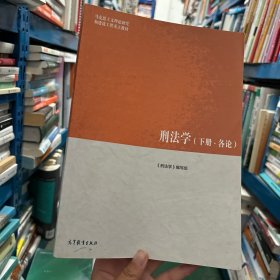 马克思主义理论研究
和建设工程重点教材
刑法学(下册·各论)
《刑法学》编写组
高等教育出版社